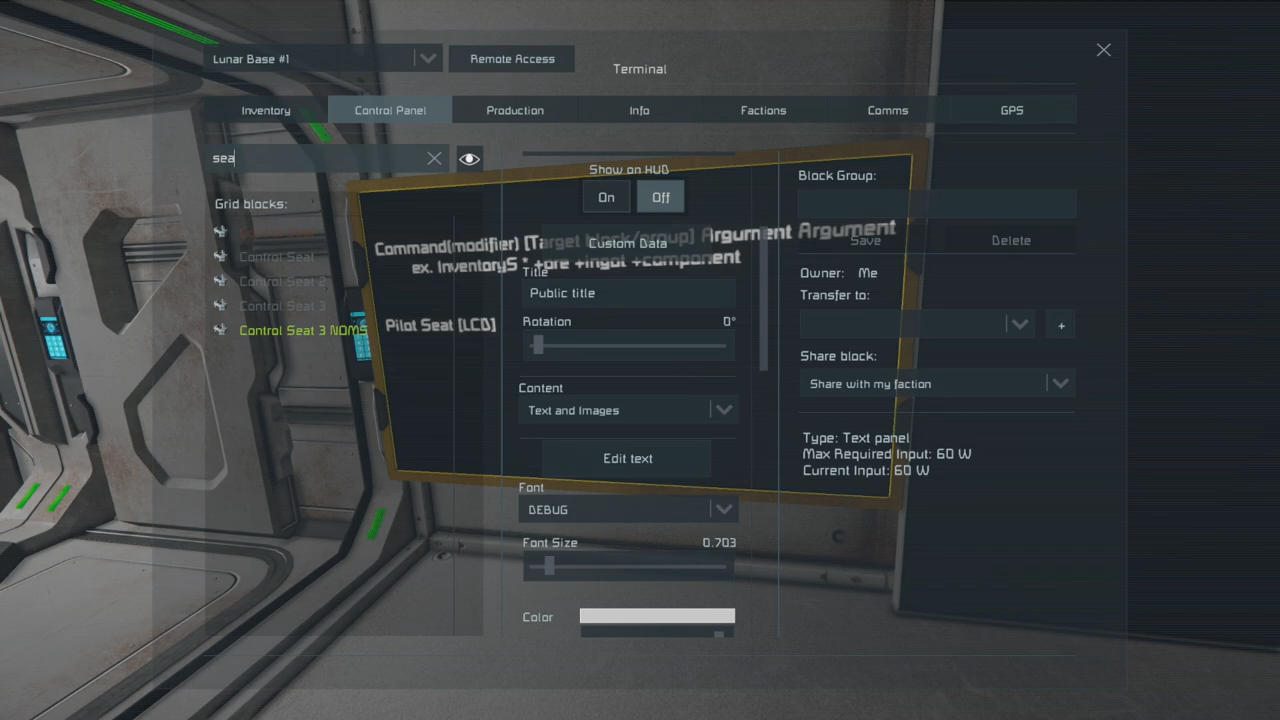 Lunar Base #1
Remote Access
Terminal
Inventory
Control Panel
Production
Info
Factions
Comms
GPS
sea
Grid blocks:
Control Seat
Control Seat 2
Control Seat 3
Control Seat 3 NOMS
Show on HUD
On
Off
Custom Data
Title
Public title
Rotation 0°
Content
Text and Images
Edit text
Font
DEBUG
Font Size 0.703
Color
Block Group:
Save
Delete
Owner: Me
Transfer to:
+
Share block:
Share with my faction
Type: Text panel
Max Required Input: 60 W
Current Input: 60 W
Command(modifier) [Target block/group] Argument Argument
ex. InventoryS * +ore +ingot +component
Pilot Seat [LCD]